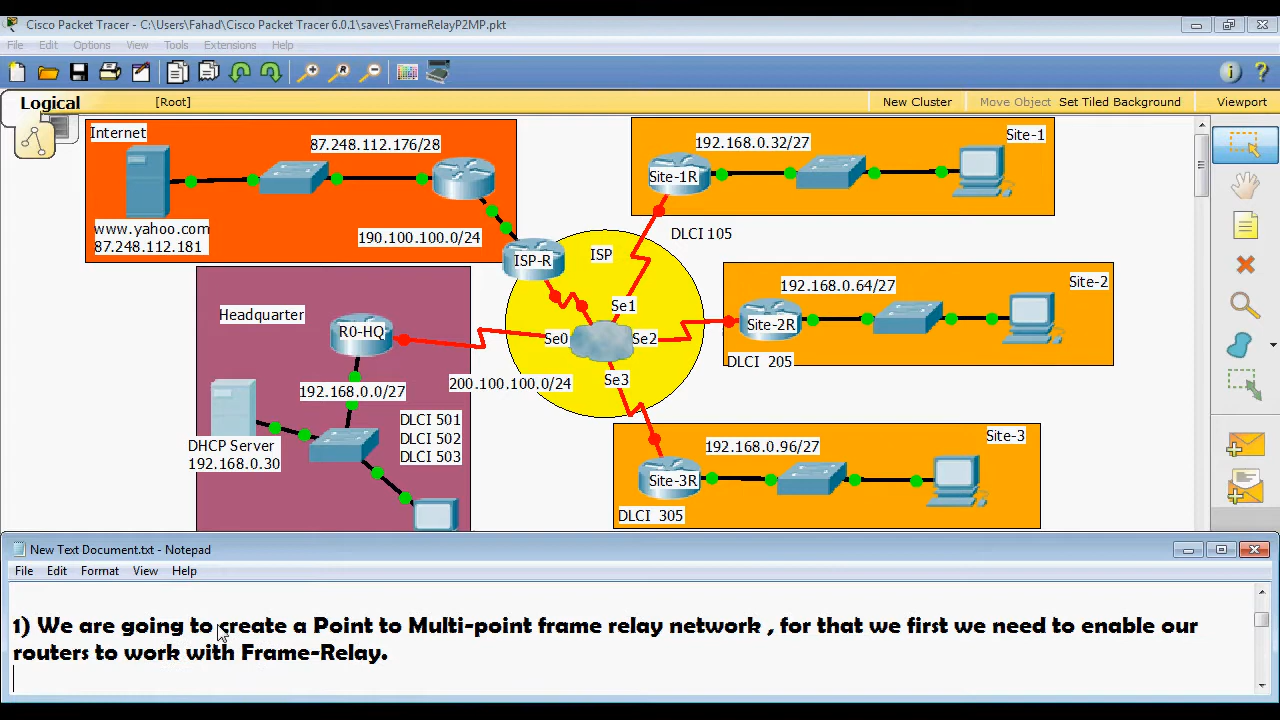 Cisco Packet Tracer - C:\Users\Fahad\Cisco Packet Tracer 6.0.1\saves\FrameRelayP2MP.pkt
File Edit Options View Tools Extensions Help
Logical [Root] New Cluster Move Object Set Tiled Background Viewport
Internet
87.248.112.176/28
www.yahoo.com
87.248.112.181
190.100.100.0/24
ISP-R
ISP
Site-1
192.168.0.32/27
Site-1R
DLCI 105
Site-2
192.168.0.64/27
Site-2R
DLCI 205
Se1
Se0
Se2
Se3
200.100.100.0/24
Headquarter
R0-HQ
192.168.0.0/27
DLCI 501
DLCI 502
DLCI 503
DHCP Server
192.168.0.30
Site-3
192.168.0.96/27
Site-3R
DLCI 305
New Text Document.txt - Notepad
File Edit Format View Help
1) We are going to create a Point to Multi-point frame relay network , for that we first we need to enable our
routers to work with Frame-Relay.